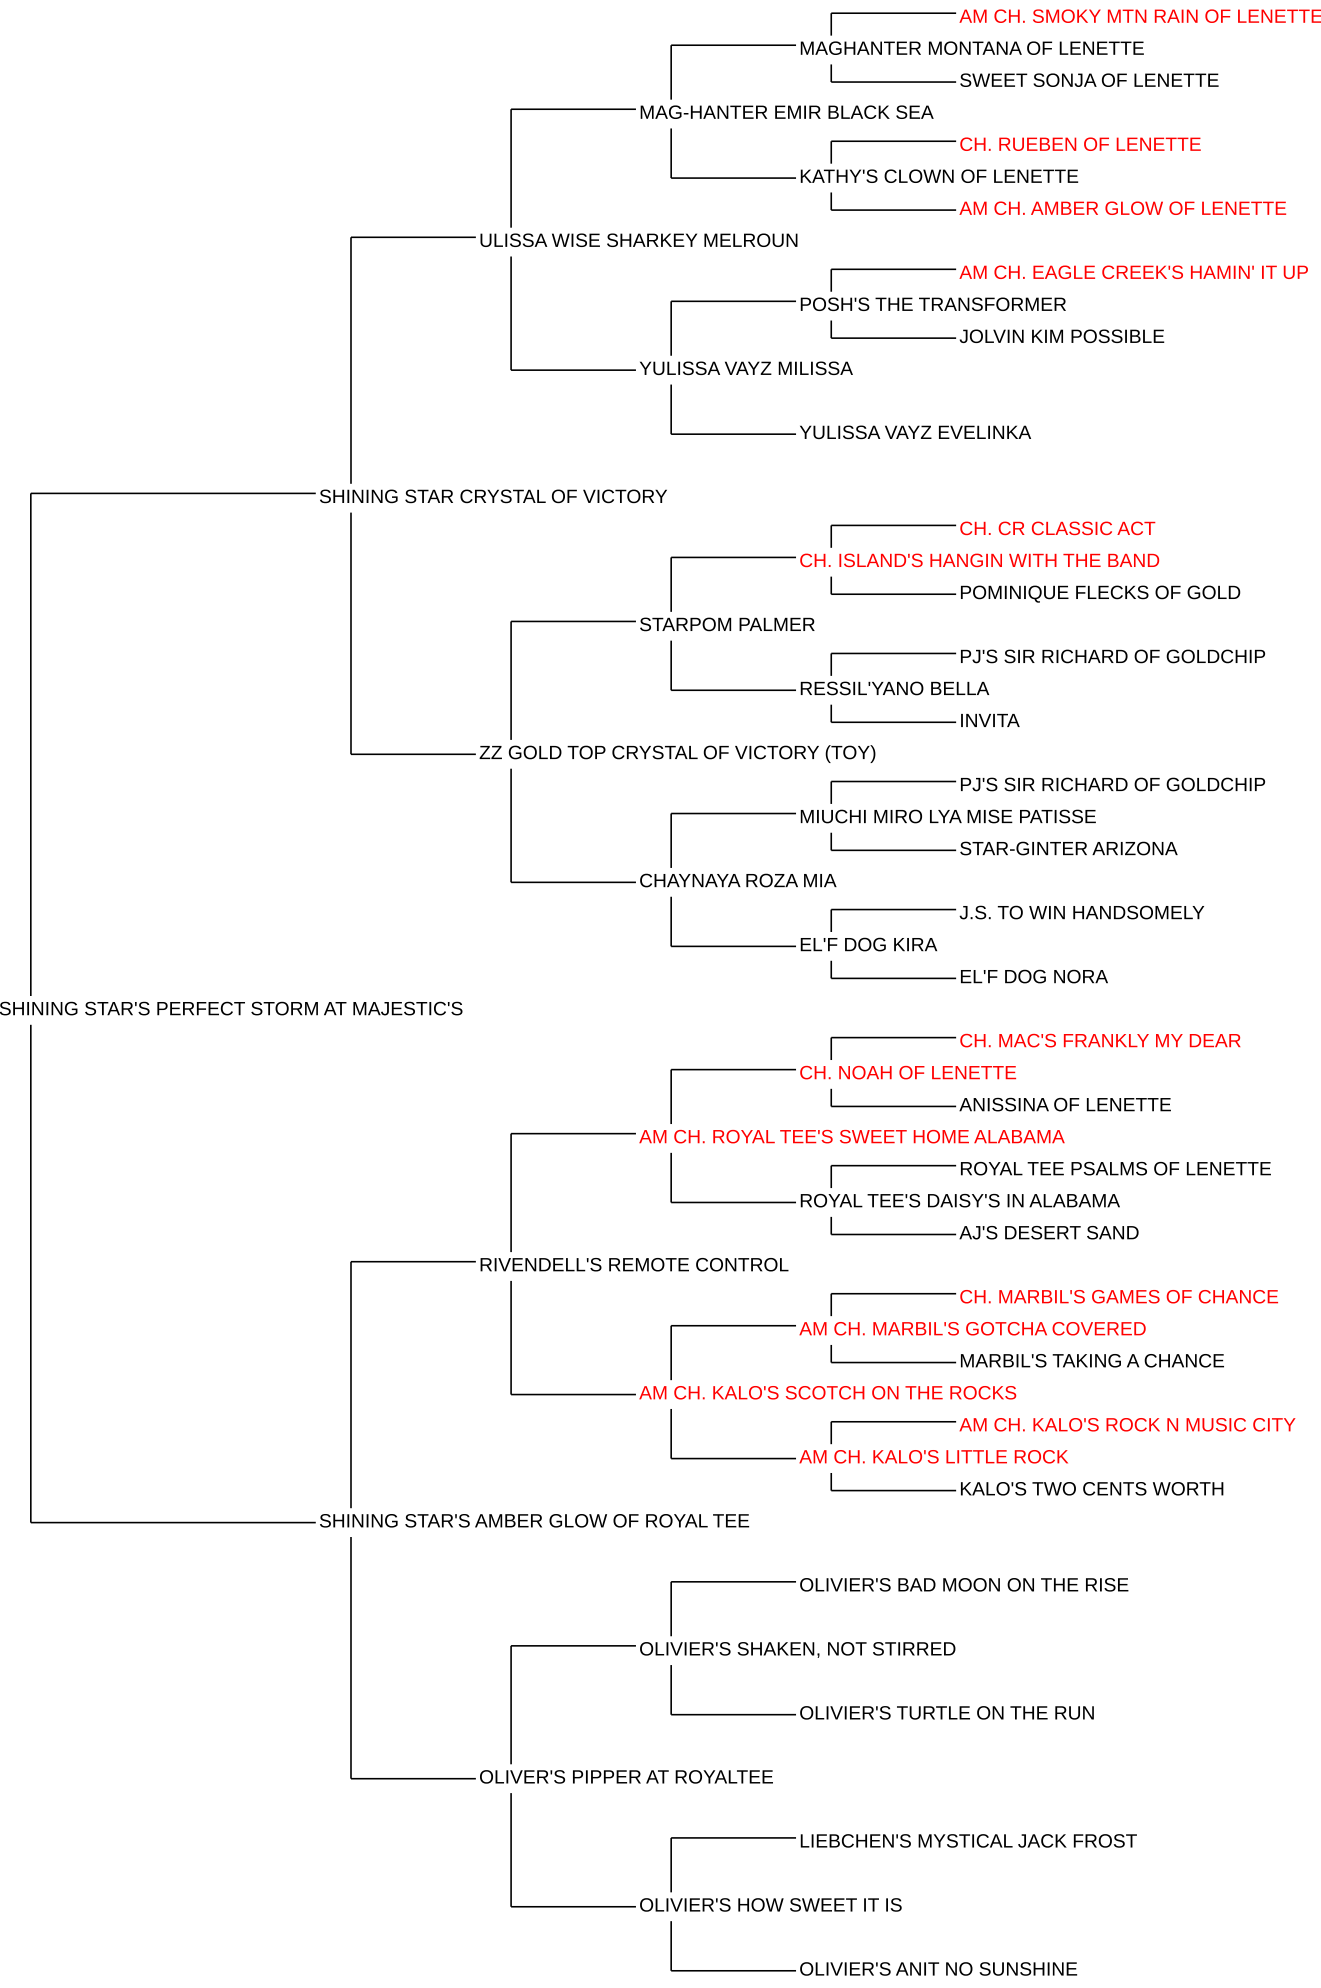 AM CH. SMOKY MTN RAIN OF LENETTE
MAGHANTER MONTANA OF LENETTE
SWEET SONJA OF LENETTE
MAG-HANTER EMIR BLACK SEA
CH. RUEBEN OF LENETTE
KATHY'S CLOWN OF LENETTE
AM CH. AMBER GLOW OF LENETTE
ULISSA WISE SHARKEY MELROUN
AM CH. EAGLE CREEK'S HAMIN' IT UP
POSH'S THE TRANSFORMER
JOLVIN KIM POSSIBLE
YULISSA VAYZ MILISSA
YULISSA VAYZ EVELINKA
SHINING STAR CRYSTAL OF VICTORY
CH. CR CLASSIC ACT
CH. ISLAND'S HANGIN WITH THE BAND
POMINIQUE FLECKS OF GOLD
STARPOM PALMER
PJ'S SIR RICHARD OF GOLDCHIP
RESSIL'YANO BELLA
INVITA
ZZ GOLD TOP CRYSTAL OF VICTORY (TOY)
PJ'S SIR RICHARD OF GOLDCHIP
MIUCHI MIRO LYA MISE PATISSE
STAR-GINTER ARIZONA
CHAYNAYA ROZA MIA
J.S. TO WIN HANDSOMELY
EL'F DOG KIRA
EL'F DOG NORA
SHINING STAR'S PERFECT STORM AT MAJESTIC'S
CH. MAC'S FRANKLY MY DEAR
CH. NOAH OF LENETTE
ANISSINA OF LENETTE
AM CH. ROYAL TEE'S SWEET HOME ALABAMA
ROYAL TEE PSALMS OF LENETTE
ROYAL TEE'S DAISY'S IN ALABAMA
AJ'S DESERT SAND
RIVENDELL'S REMOTE CONTROL
CH. MARBIL'S GAMES OF CHANCE
AM CH. MARBIL'S GOTCHA COVERED
MARBIL'S TAKING A CHANCE
AM CH. KALO'S SCOTCH ON THE ROCKS
AM CH. KALO'S ROCK N MUSIC CITY
AM CH. KALO'S LITTLE ROCK
KALO'S TWO CENTS WORTH
SHINING STAR'S AMBER GLOW OF ROYAL TEE
OLIVIER'S BAD MOON ON THE RISE
OLIVIER'S SHAKEN, NOT STIRRED
OLIVIER'S TURTLE ON THE RUN
OLIVER'S PIPPER AT ROYALTEE
LIEBCHEN'S MYSTICAL JACK FROST
OLIVIER'S HOW SWEET IT IS
OLIVIER'S ANIT NO SUNSHINE